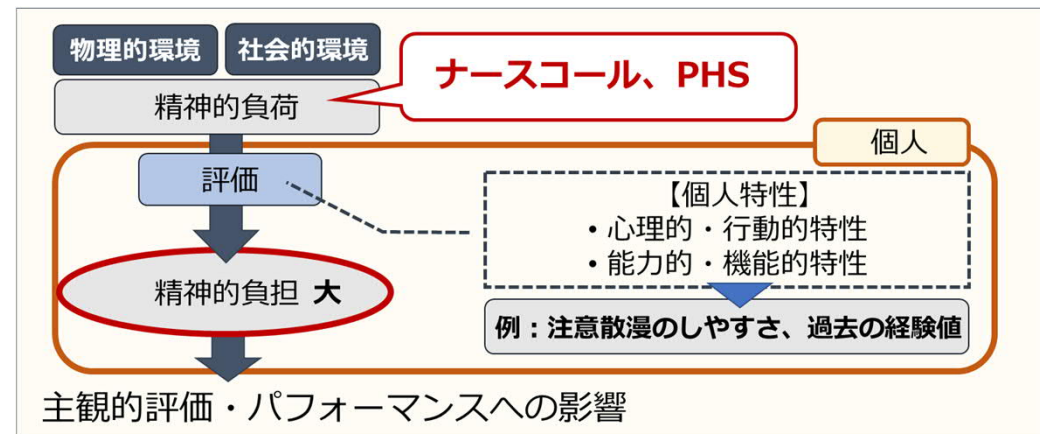 物理的環境
社会的環境
ナースコール、PHS
精神的負荷
個人
評価
【個人特性】
• 心理的・行動的特性
• 能力的・機能的特性
精神的負担 大
例：注意散漫のしやすさ、過去の経験値
主観的評価・パフォーマンスへの影響